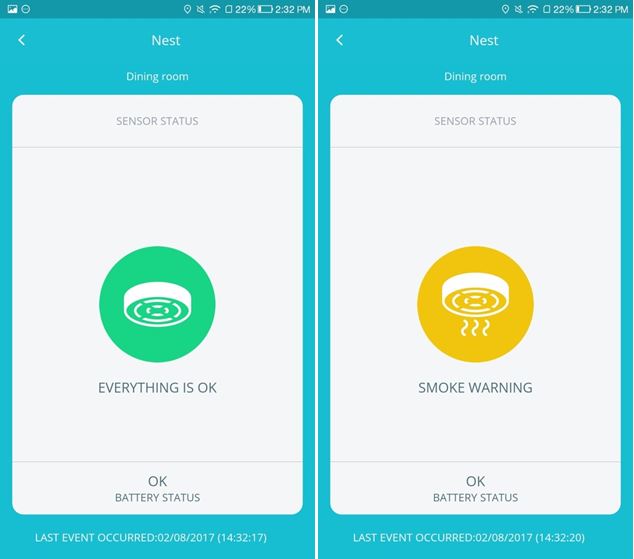 22% 2:32 PM
Nest
Dining room
SENSOR STATUS
EVERYTHING IS OK
OK
BATTERY STATUS
LAST EVENT OCCURRED:02/08/2017 (14:32:17)
22% 2:32 PM
Nest
Dining room
SENSOR STATUS
SMOKE WARNING
OK
BATTERY STATUS
LAST EVENT OCCURRED:02/08/2017 (14:32:20)